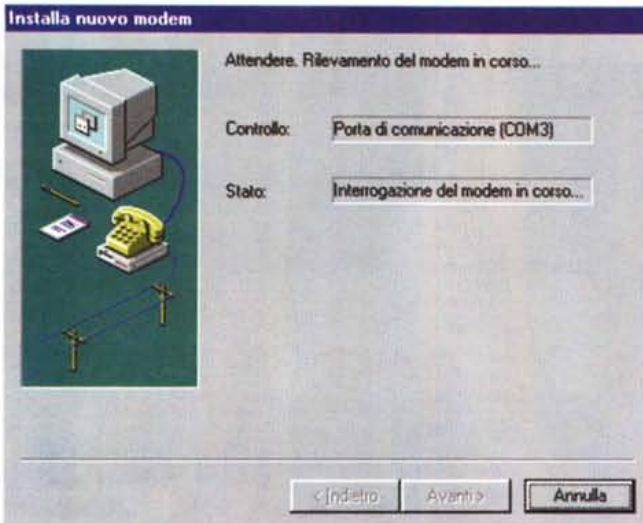 Installa nuovo modem
Attendere. Rilevamento del modem in corso...
Controllo: Porta di comunicazione (COM3)
Stato: Interrogazione del modem in corso...
< Indietro Avanti > Annulla